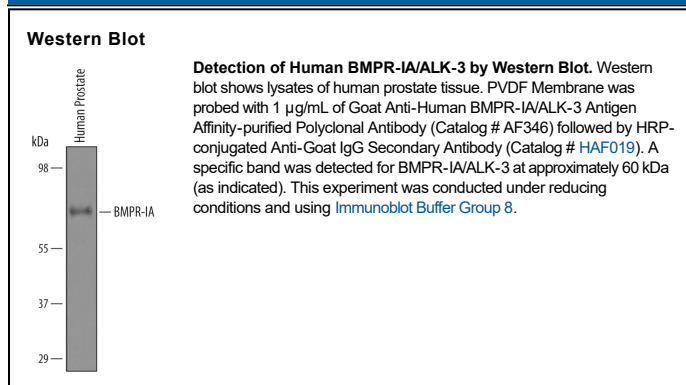 Western Blot
Human Prostate
kDa
98
BMPR-IA
55
37
29
Detection of Human BMPR-IA/ALK-3 by Western Blot. Western
blot shows lysates of human prostate tissue. PVDF Membrane was
probed with 1 µg/mL of Goat Anti-Human BMPR-IA/ALK-3 Antigen
Affinity-purified Polyclonal Antibody (Catalog # AF346) followed by HRP-
conjugated Anti-Goat IgG Secondary Antibody (Catalog # HAF019). A
specific band was detected for BMPR-IA/ALK-3 at approximately 60 kDa
(as indicated). This experiment was conducted under reducing
conditions and using Immunoblot Buffer Group 8.